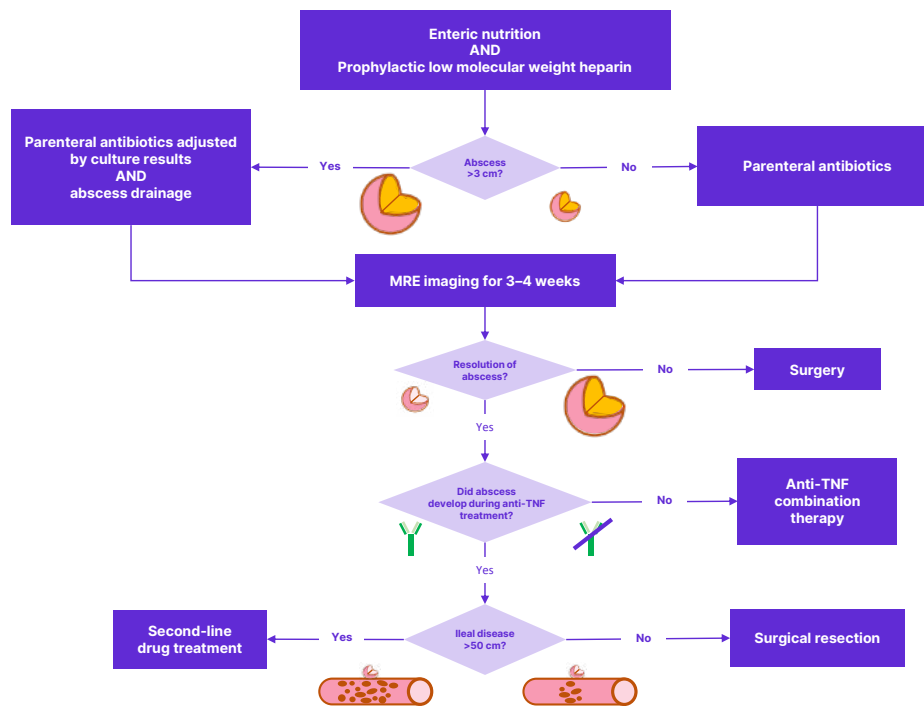 Enteric nutrition
AND
Prophylactic low molecular weight heparin
Parenteral antibiotics adjusted
by culture results
AND
abscess drainage
Yes
Abscess
>3 cm?
No
Parenteral antibiotics
MRE imaging for 3–4 weeks
Resolution of
abscess?
No
Surgery
Yes
Did abscess
develop during anti-TNF
treatment?
No
Anti-TNF
combination
therapy
Yes
Second-line
drug treatment
Yes
Ileal disease
>50 cm?
No
Surgical resection